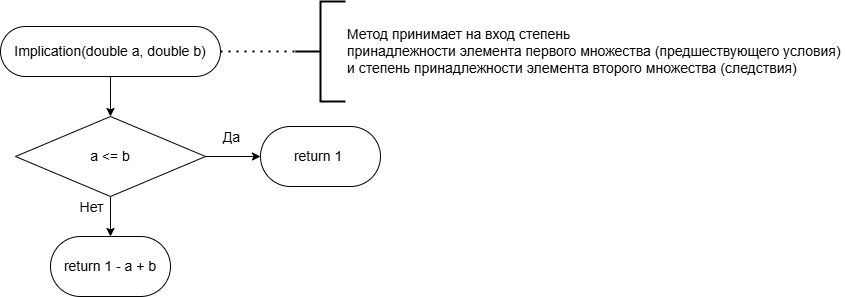 Implication(double a, double b)
Метод принимает на вход степень
принадлежности элемента первого множества (предшествующего условия)
и степень принадлежности элемента второго множества (следствия)
a <= b
Да
return 1
Нет
return 1 - a + b